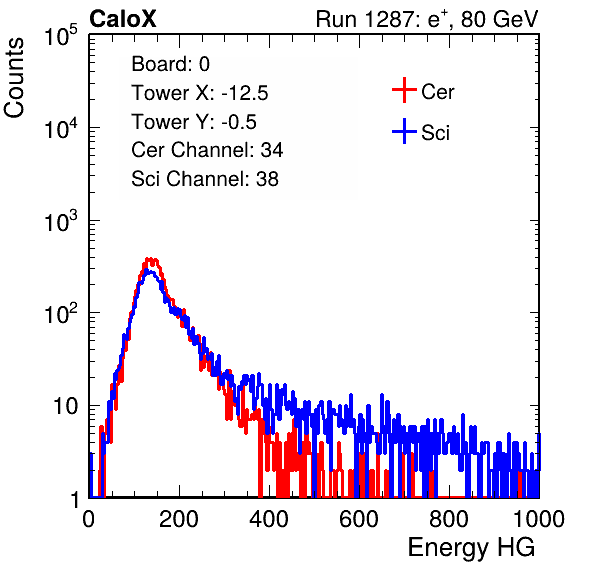 CaloX Run 1287: e⁺, 80 GeV
Counts
Board: 0
Tower X: -12.5
Tower Y: -0.5
Cer Channel: 34
Sci Channel: 38
Cer
Sci
10⁵
10⁴
10³
10²
10
1
0 200 400 600 800 1000
Energy HG